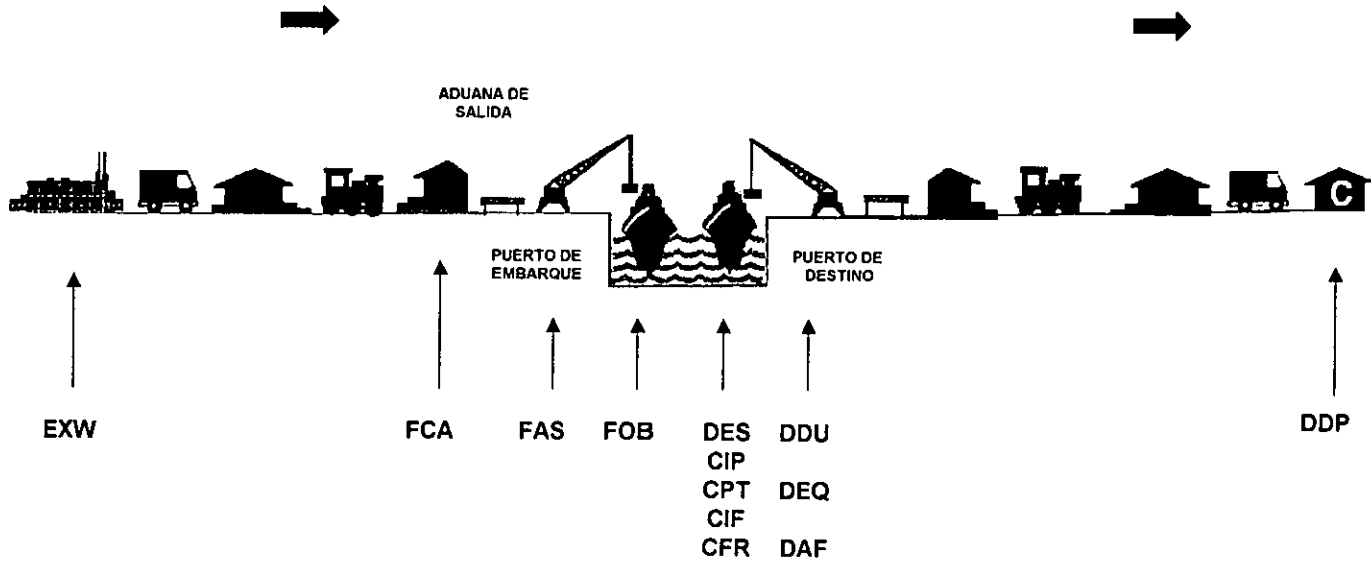 ADUANA DE
SALIDA
C
PUERTO DE
EMBARQUE
PUERTO DE
DESTINO
EXW
FCA
FAS
FOB
DES
DDU
DDP
CIP
CPT
DEQ
CIF
CFR
DAF